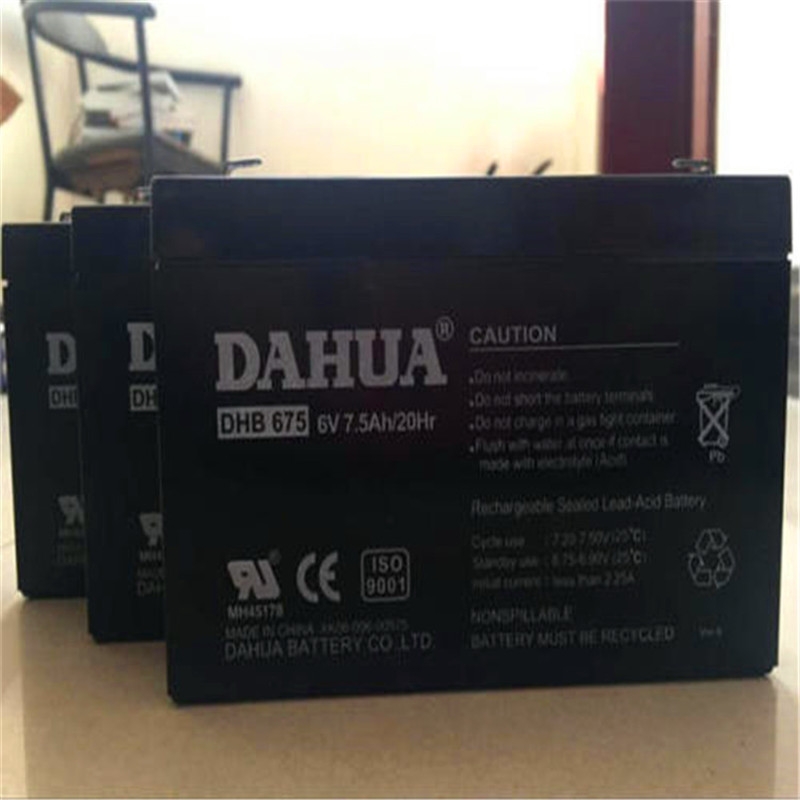 DAHUA®
DHB 675 6V 7.5Ah/20Hr
CAUTION
.Do not incinerate.
.Do not short the battery terminals.
.Do not charge in a gas tight container.
.Flush with water at once if contact is
made with electrolyte (Acid).
Pb
Rechargeable Sealed Lead-Acid Battery
Cycle use : 7.20-7.50V(25℃)
Standby use : 6.75-6.90V(25℃)
Initial current : less than 2.25A
NONSPILLABLE
BATTERY MUST BE RECYCLED
CE
ISO
9001
MH45178
MADE IN CHINA
DAHUA BATTERY CO.,LTD.
D
DHB
D
DHB